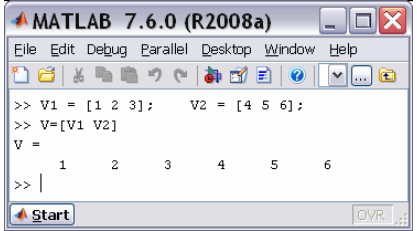 MATLAB 7.6.0 (R2008a)
File Edit Debug Parallel Desktop Window Help
>> V1 = [1 2 3]; V2 = [4 5 6];
>> V=[V1 V2]
V =
1 2 3 4 5 6
>>
Start OVR